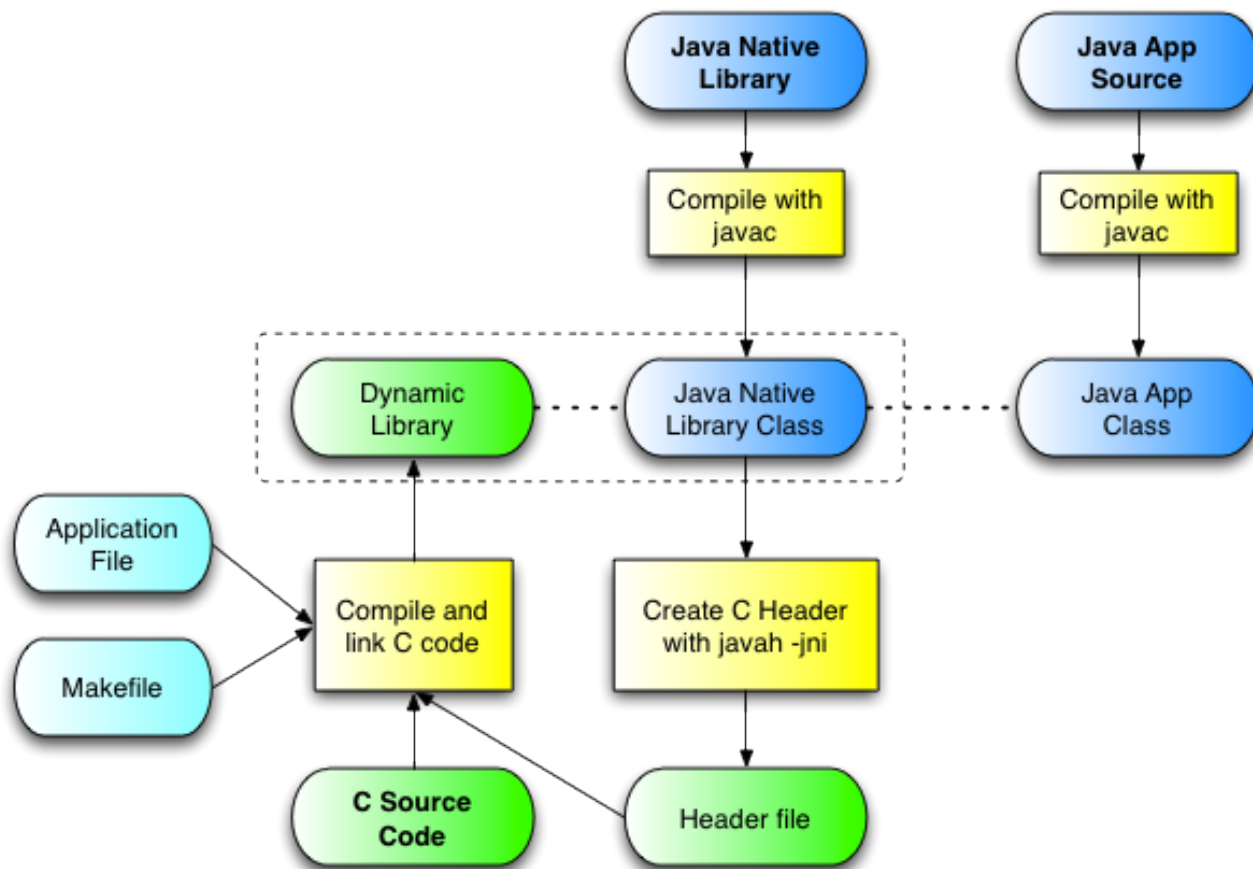 Java Native
Library
Java App
Source
Compile with
javac
Compile with
javac
Dynamic
Library
Java Native
Library Class
Java App
Class
Application
File
Compile and
link C code
Create C Header
with javah -jni
Makefile
C Source
Code
Header file